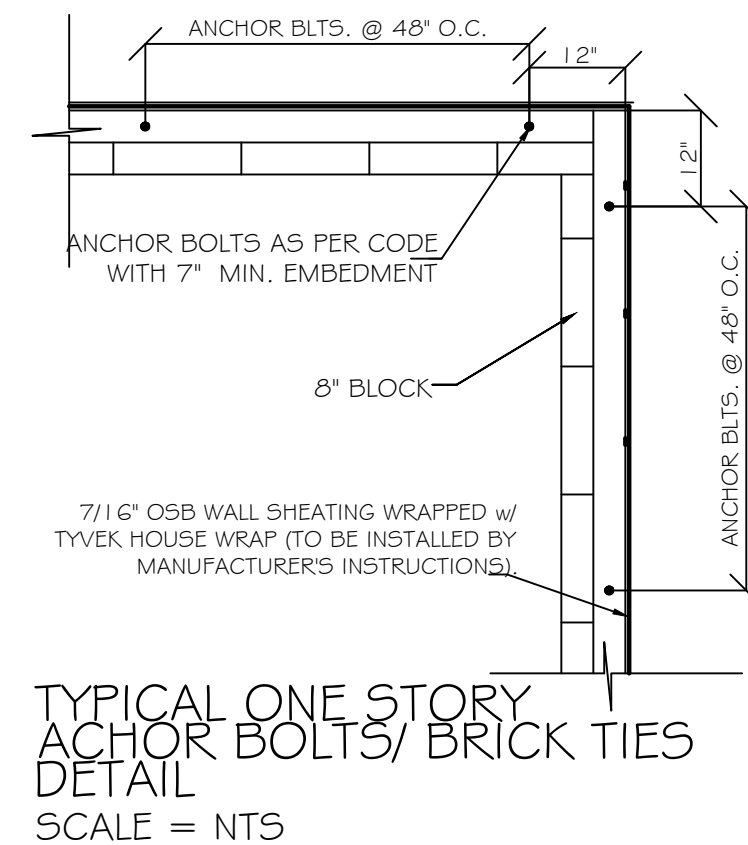 ANCHOR BLTS. @ 48" O.C.
12"
12"
ANCHOR BOLTS AS PER CODE
WITH 7" MIN. EMBEDMENT
ANCHOR BLTS. @ 48" O.C.
8" BLOCK
7/16" OSB WALL SHEATING WRAPPED w/
TYVEK HOUSE WRAP (TO BE INSTALLED BY
MANUFACTURER'S INSTRUCTIONS).
TYPICAL ONE STORY
ACHOR BOLTS/ BRICK TIES
DETAIL
SCALE = NTS